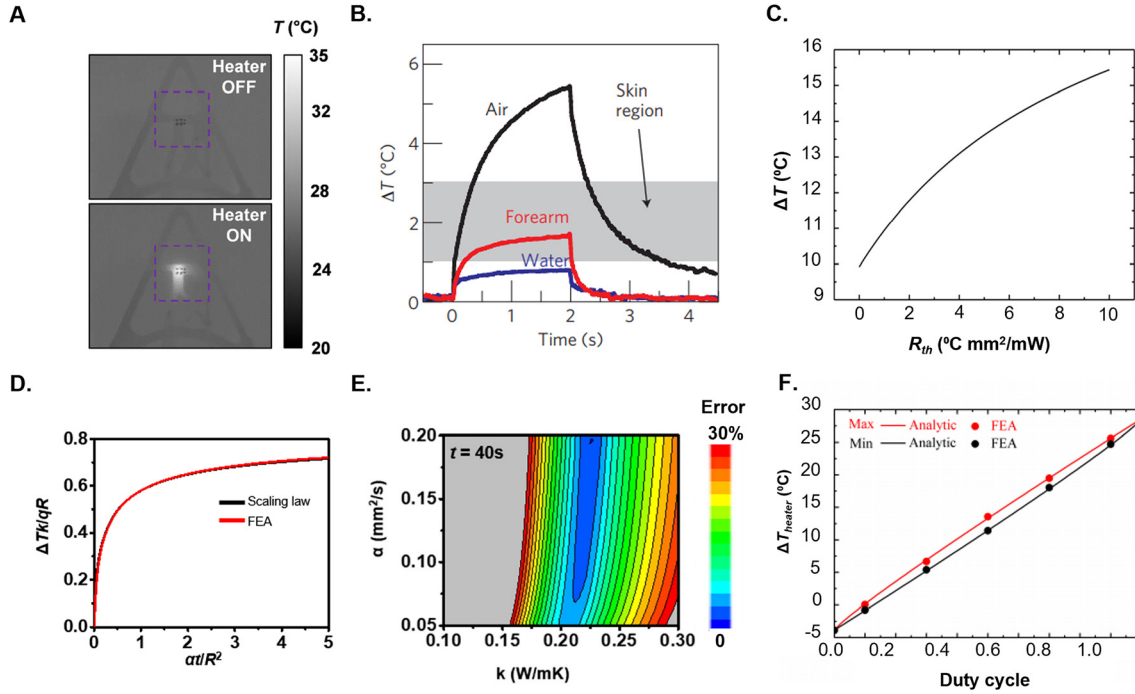 A
T (°C)
Heater
OFF
Heater
ON
35
32
28
24
20
B.
ΔT (°C)
6
4
2
0
Air
Skin
region
Forearm
Water
0 1 2 3 4
Time (s)
C.
ΔT (ºC)
16
15
14
13
12
11
10
9
0 2 4 6 8 10
Rth (ºC mm²/mW)
D.
ΔTk/qR
0.8
0.6
0.4
0.2
0.0
Scaling law
FEA
0 1 2 3 4 5
αt/R²
E.
α (mm²/s)
0.20
0.15
0.10
0.05
t = 40s
0.10 0.15 0.20 0.25 0.30
k (W/mK)
Error
30%
0
F.
ΔTheater (ºC)
30
25
20
15
10
5
0
-5
Max Analytic FEA
Min Analytic FEA
0.0 0.2 0.4 0.6 0.8 1.0
Duty cycle